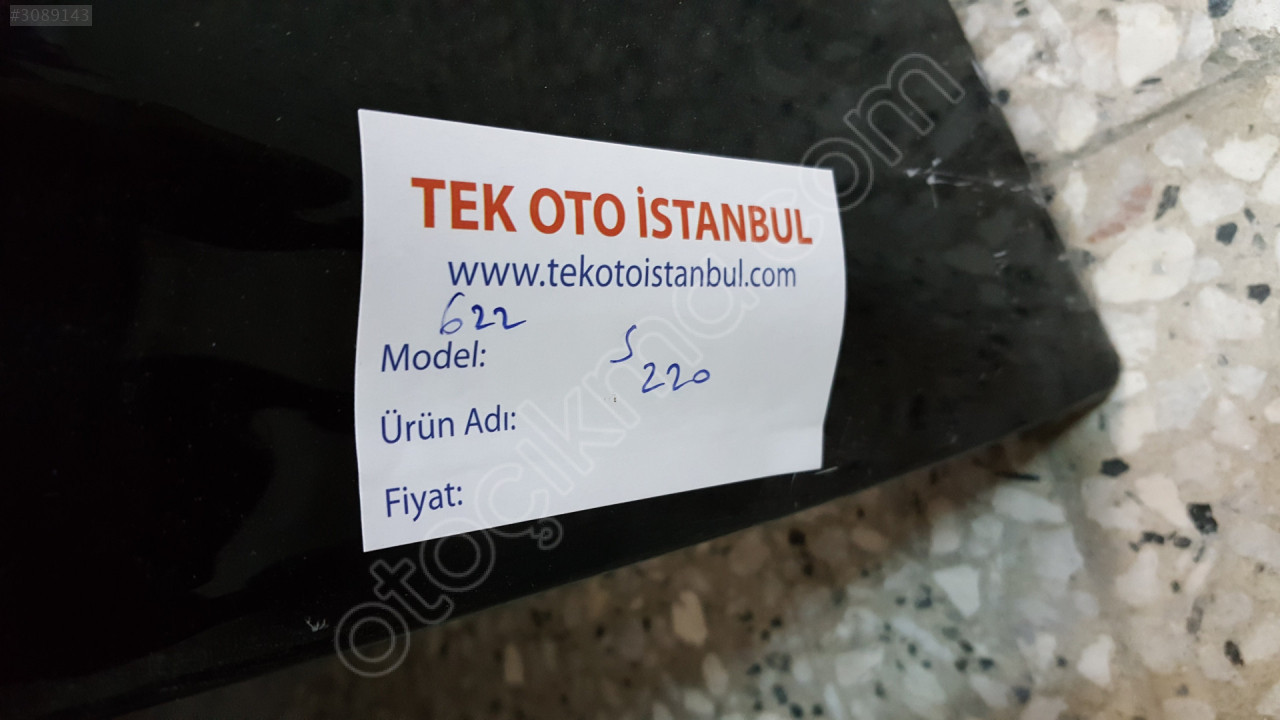 #3089143
TEK OTO İSTANBUL
www.tekotoistanbul.com
622
Model:
S
220
Ürün Adı:
Fiyat:
otoçıkma.com